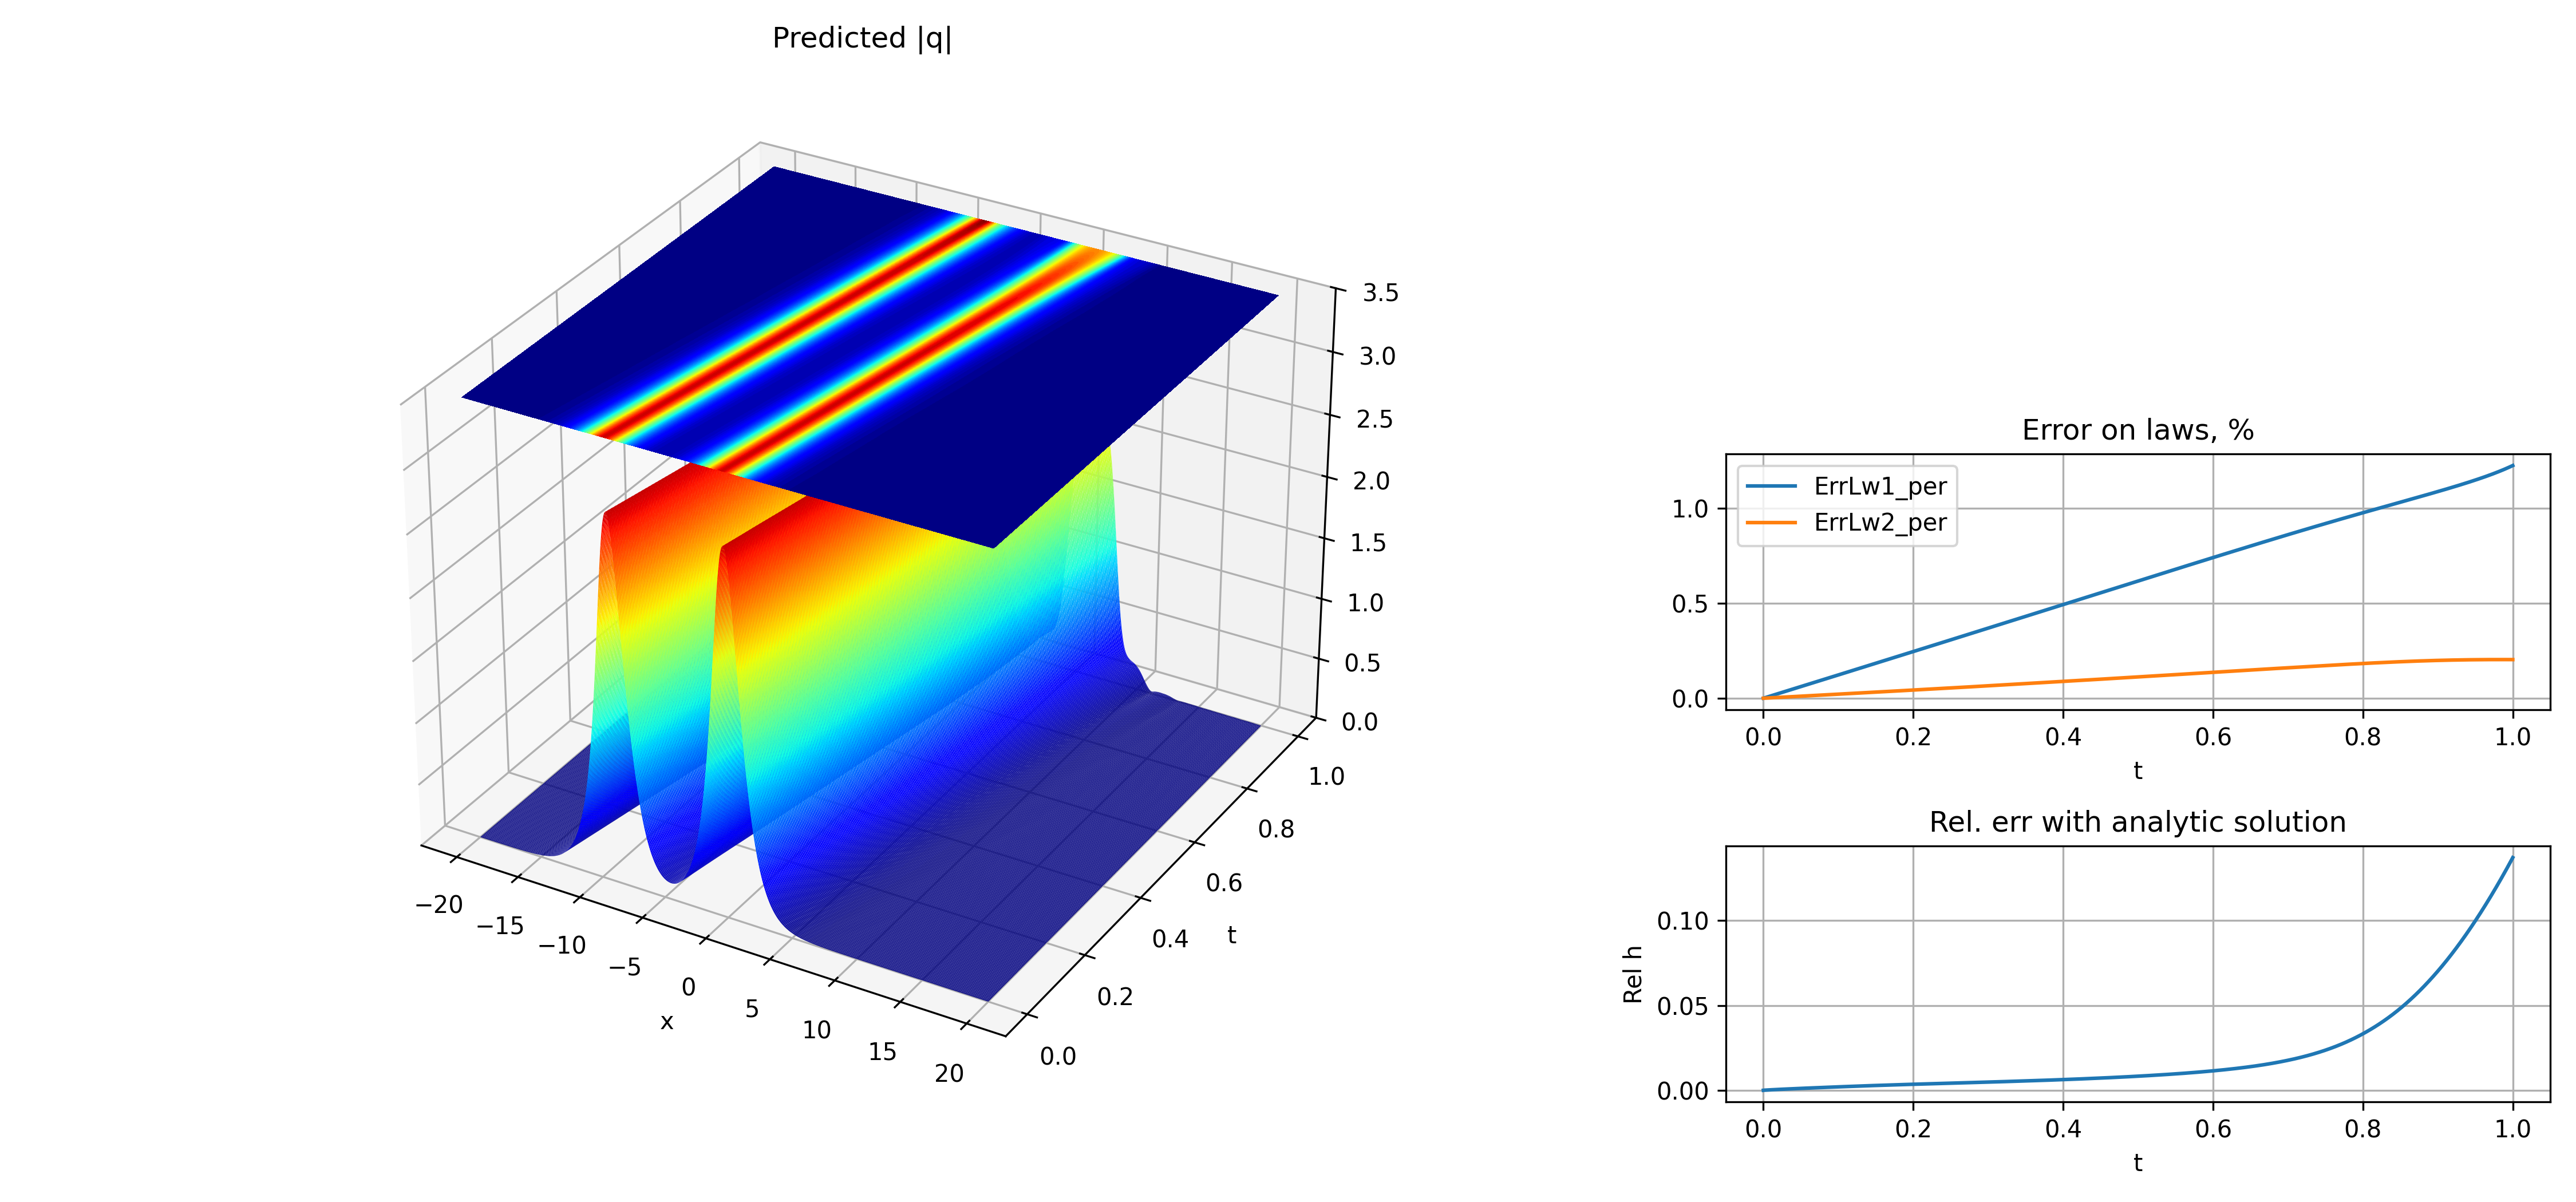 Predicted |q|
3.5
3.0
2.5
2.0
1.5
1.0
0.5
0.0
−20
−15
−10
−5
0
5
10
15
20
x
0.0
0.2
0.4
0.6
0.8
1.0
t
Error on laws, %
ErrLw1_per
ErrLw2_per
1.0
0.5
0.0
0.0 0.2 0.4 0.6 0.8 1.0
t
Rel. err with analytic solution
Rel h
0.10
0.05
0.00
0.0 0.2 0.4 0.6 0.8 1.0
t